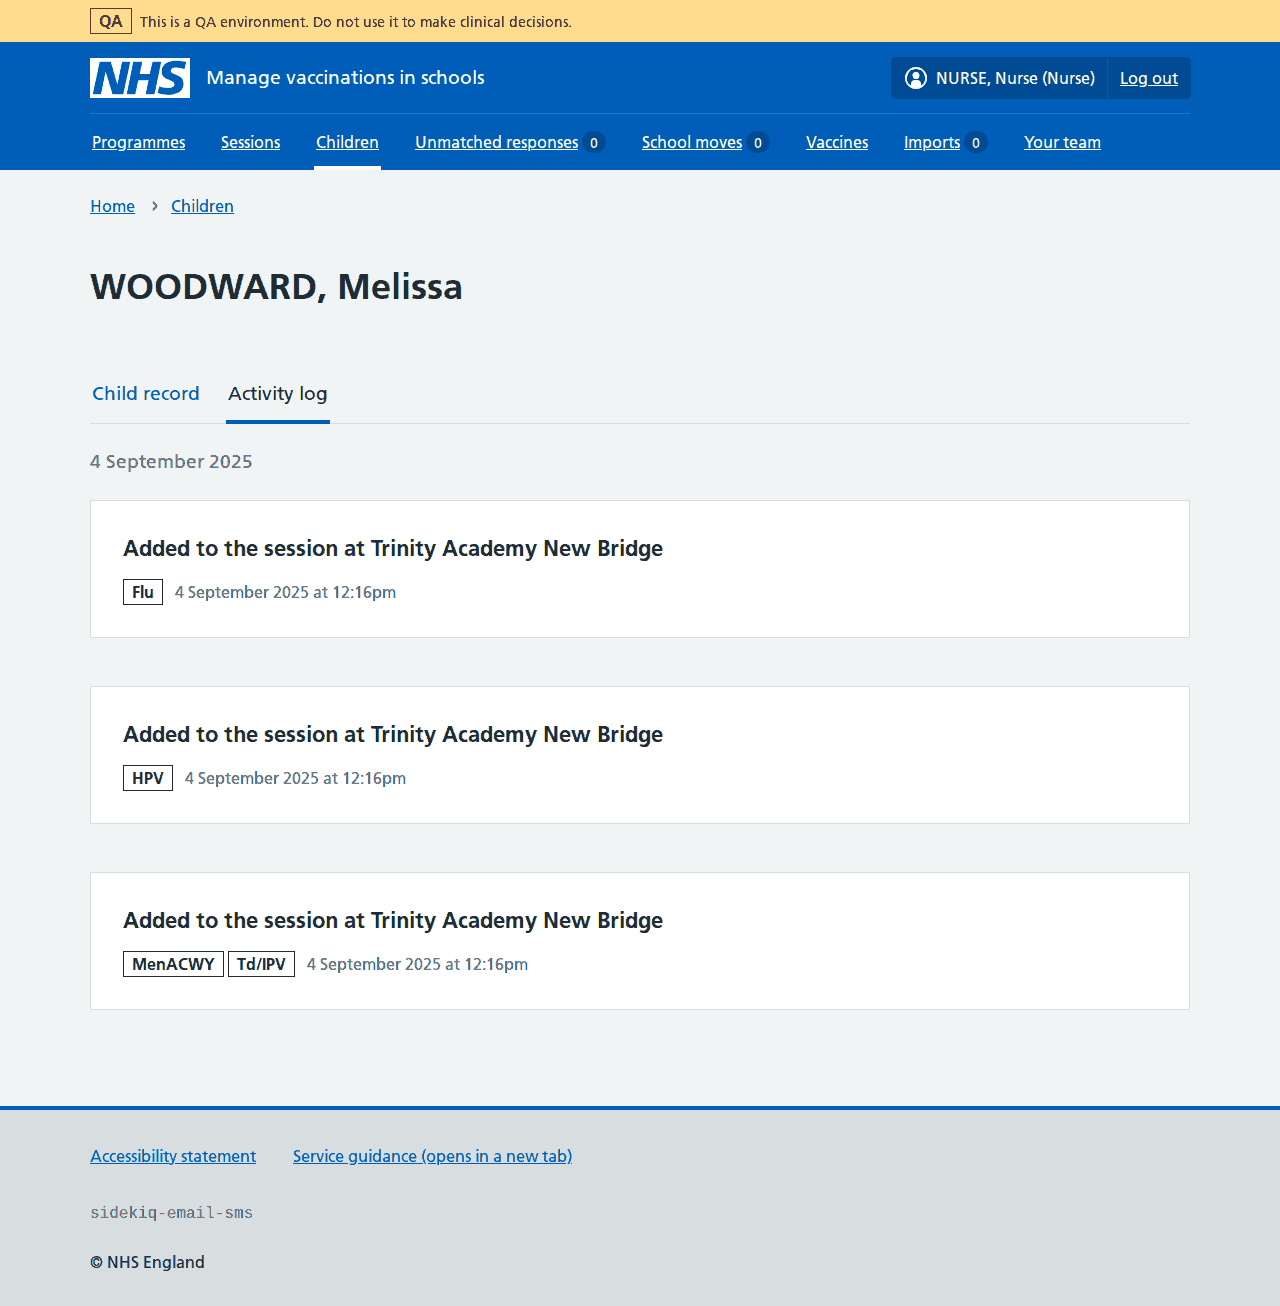 QA This is a QA environment. Do not use it to make clinical decisions.
NHS Manage vaccinations in schools NURSE, Nurse (Nurse) Log out
Programmes Sessions Children Unmatched responses 0 School moves 0 Vaccines Imports 0 Your team
Home › Children
WOODWARD, Melissa
Child record Activity log
4 September 2025
Added to the session at Trinity Academy New Bridge
Flu 4 September 2025 at 12:16pm
Added to the session at Trinity Academy New Bridge
HPV 4 September 2025 at 12:16pm
Added to the session at Trinity Academy New Bridge
MenACWY Td/IPV 4 September 2025 at 12:16pm
Accessibility statement Service guidance (opens in a new tab)
sidekiq-email-sms
© NHS England